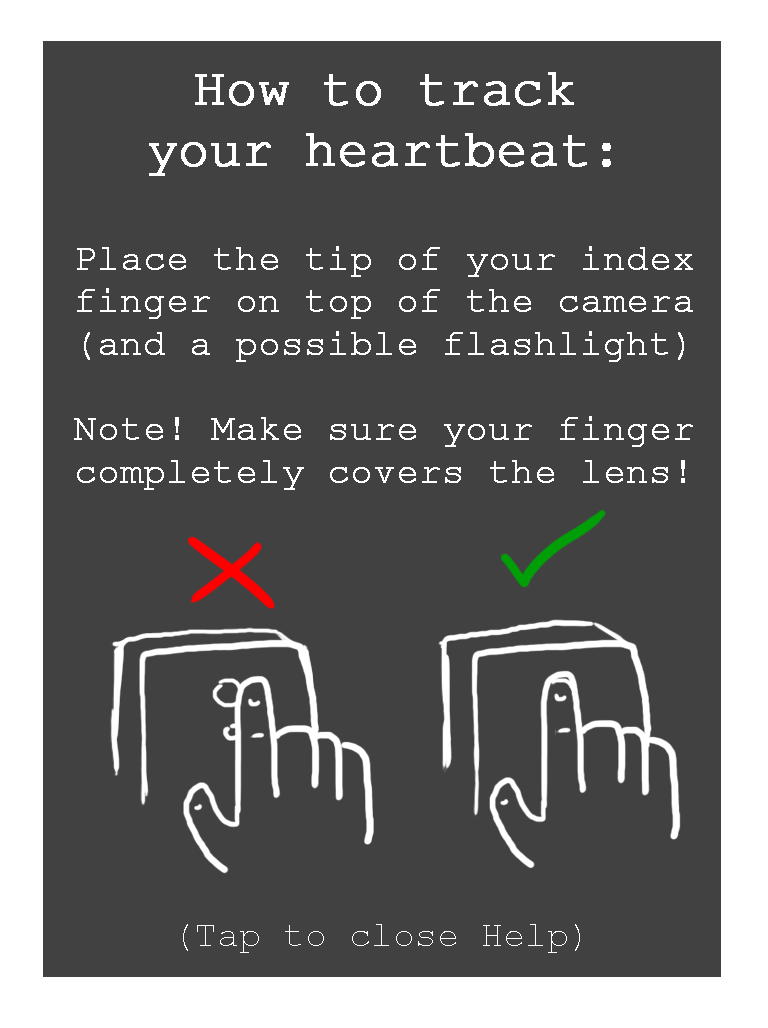 How to track
your heartbeat:
Place the tip of your index
finger on top of the camera
(and a possible flashlight)
Note! Make sure your finger
completely covers the lens!
(Tap to close Help)